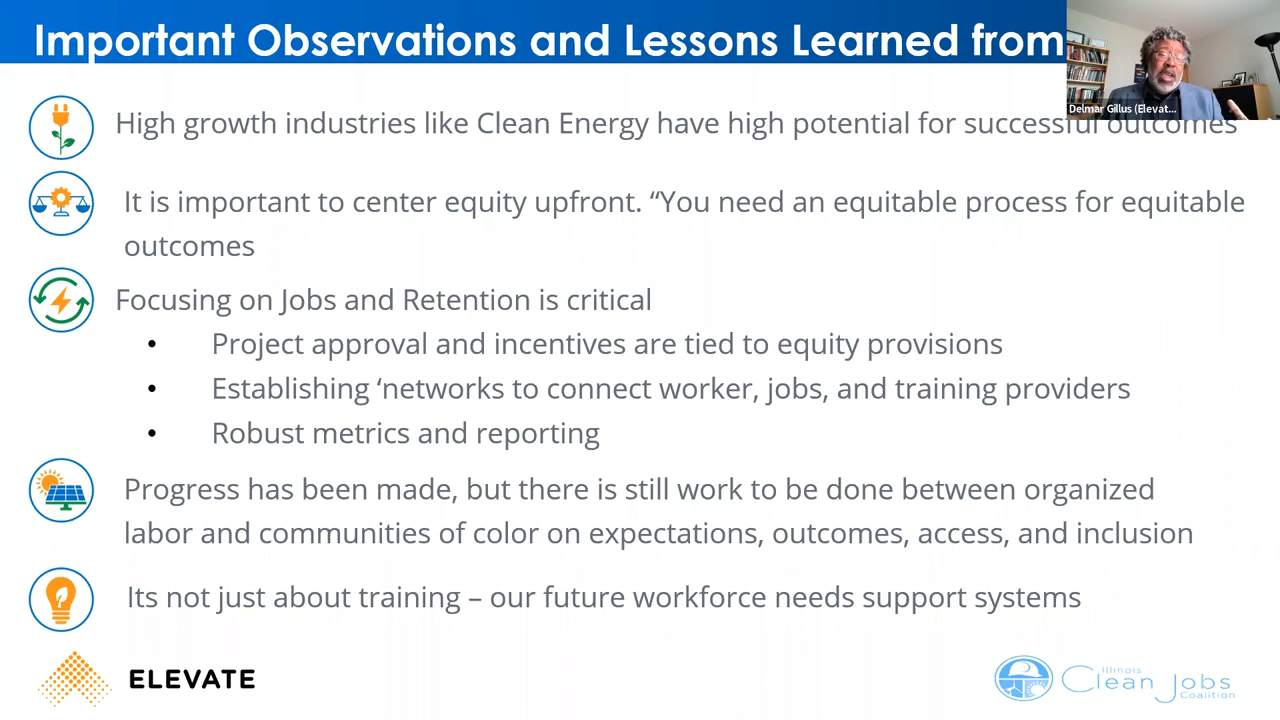 Important Observations and Lessons Learned from
Delmar Gillus (Elevat...
High growth industries like Clean Energy have high potential for successful outcomes
It is important to center equity upfront. “You need an equitable process for equitable
outcomes
Focusing on Jobs and Retention is critical
• Project approval and incentives are tied to equity provisions
• Establishing ‘networks to connect worker, jobs, and training providers
• Robust metrics and reporting
Progress has been made, but there is still work to be done between organized
labor and communities of color on expectations, outcomes, access, and inclusion
Its not just about training – our future workforce needs support systems
ELEVATE
Illinois
Clean Jobs
Coalition